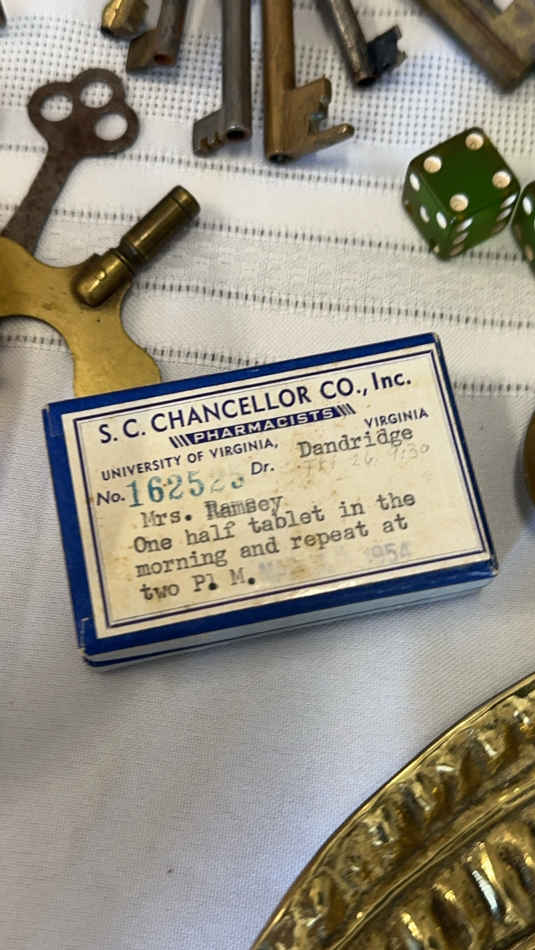 S. C. CHANCELLOR CO., Inc.
PHARMACISTS
UNIVERSITY OF VIRGINIA, VIRGINIA
No. Dr. Dandridge
Mrs. Ramsey
One half tablet in the
morning and repeat at
two P. M. 1954